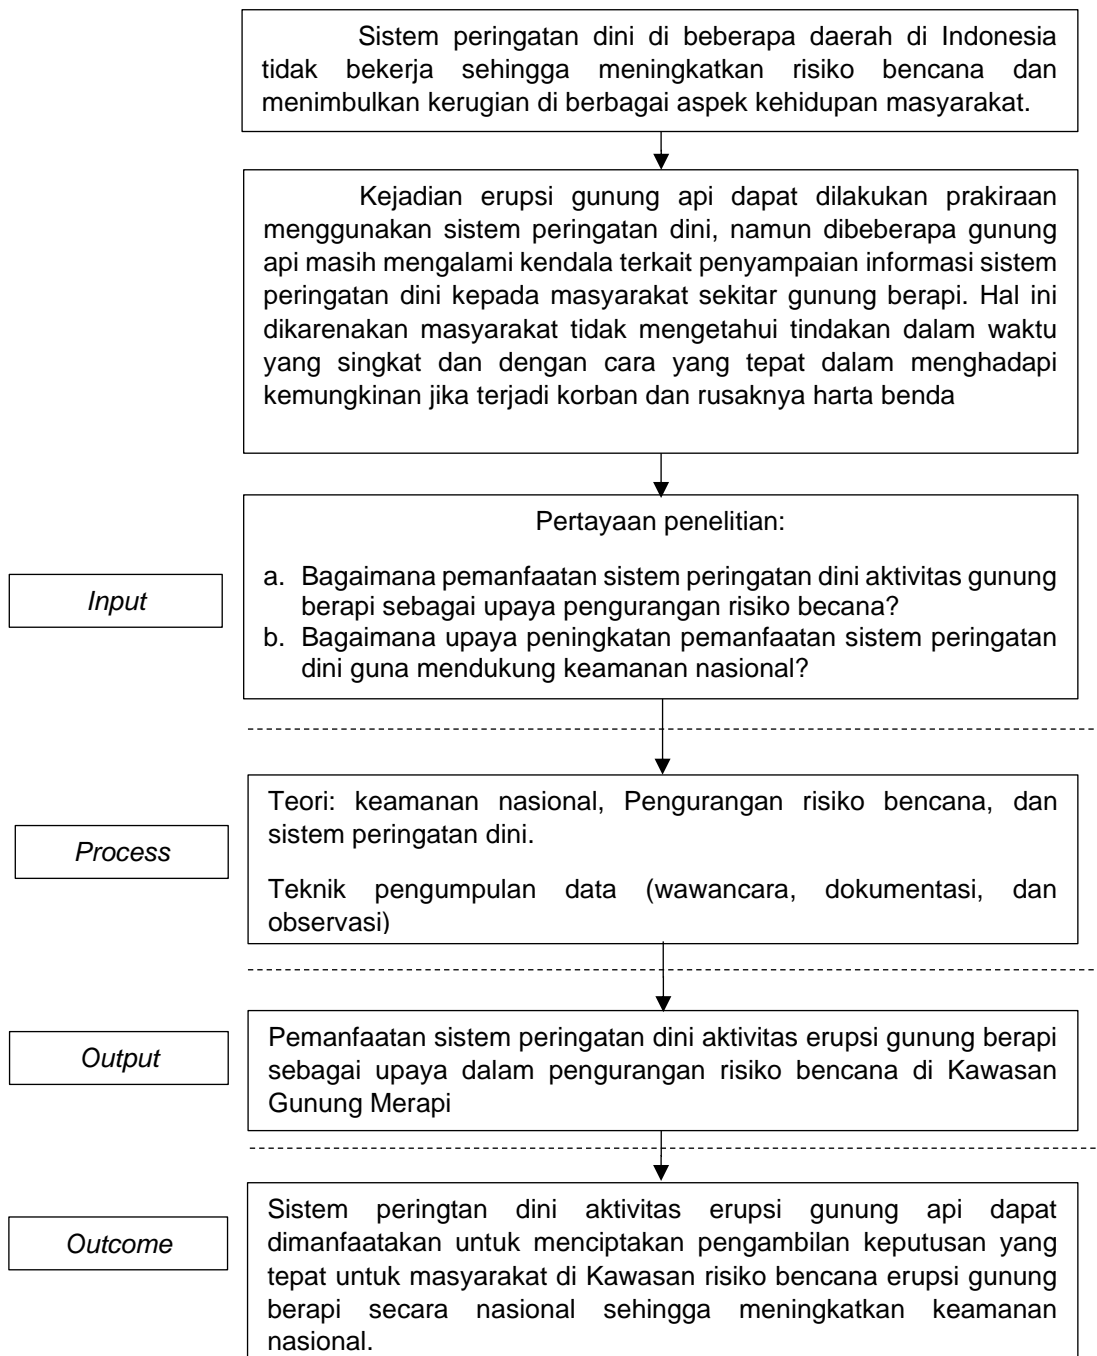 Sistem peringatan dini di beberapa daerah di Indonesia
tidak bekerja sehingga meningkatkan risiko bencana dan
menimbulkan kerugian di berbagai aspek kehidupan masyarakat.
Kejadian erupsi gunung api dapat dilakukan prakiraan
menggunakan sistem peringatan dini, namun dibeberapa gunung
api masih mengalami kendala terkait penyampaian informasi sistem
peringatan dini kepada masyarakat sekitar gunung berapi. Hal ini
dikarenakan masyarakat tidak mengetahui tindakan dalam waktu
yang singkat dan dengan cara yang tepat dalam menghadapi
kemungkinan jika terjadi korban dan rusaknya harta benda
Input
Pertayaan penelitian:
a. Bagaimana pemanfaatan sistem peringatan dini aktivitas gunung
berapi sebagai upaya pengurangan risiko becana?
b. Bagaimana upaya peningkatan pemanfaatan sistem peringatan
dini guna mendukung keamanan nasional?
Process
Teori: keamanan nasional, Pengurangan risiko bencana, dan
sistem peringatan dini.
Teknik pengumpulan data (wawancara, dokumentasi, dan
observasi)
Output
Pemanfaatan sistem peringatan dini aktivitas erupsi gunung berapi
sebagai upaya dalam pengurangan risiko bencana di Kawasan
Gunung Merapi
Outcome
Sistem peringtan dini aktivitas erupsi gunung api dapat
dimanfaatakan untuk menciptakan pengambilan keputusan yang
tepat untuk masyarakat di Kawasan risiko bencana erupsi gunung
berapi secara nasional sehingga meningkatkan keamanan
nasional.